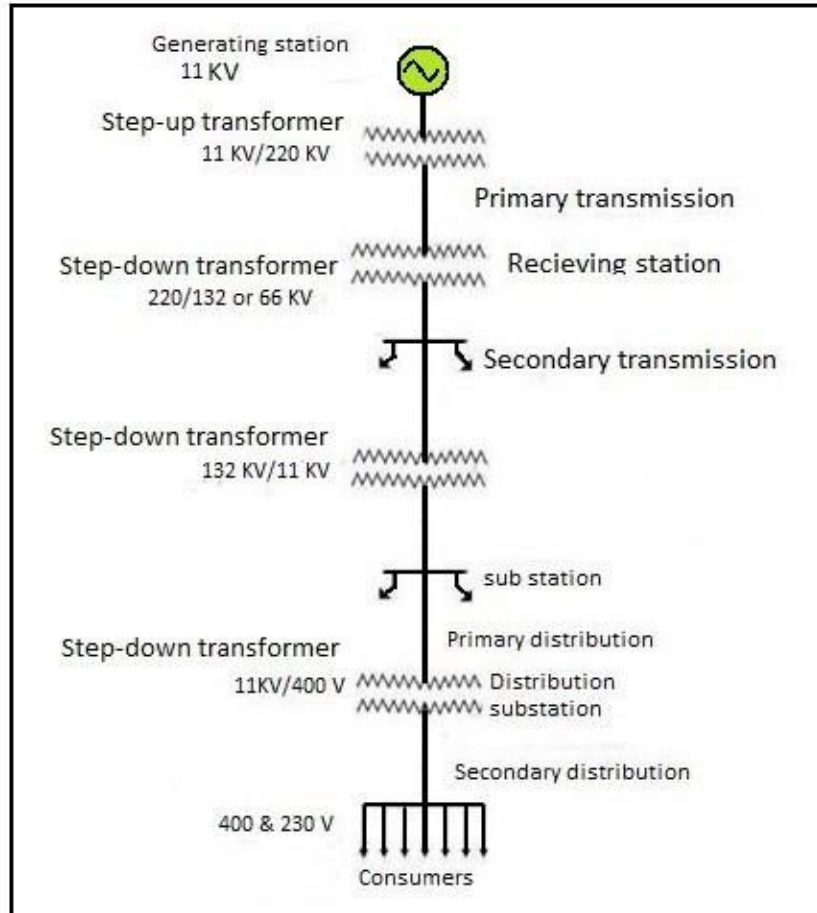 Generating station
11 KV
Step-up transformer
11 KV/220 KV
Primary transmission
Step-down transformer
220/132 or 66 KV
Recieving station
Secondary transmission
Step-down transformer
132 KV/11 KV
sub station
Primary distribution
Step-down transformer
11KV/400 V
Distribution
substation
Secondary distribution
400 & 230 V
Consumers